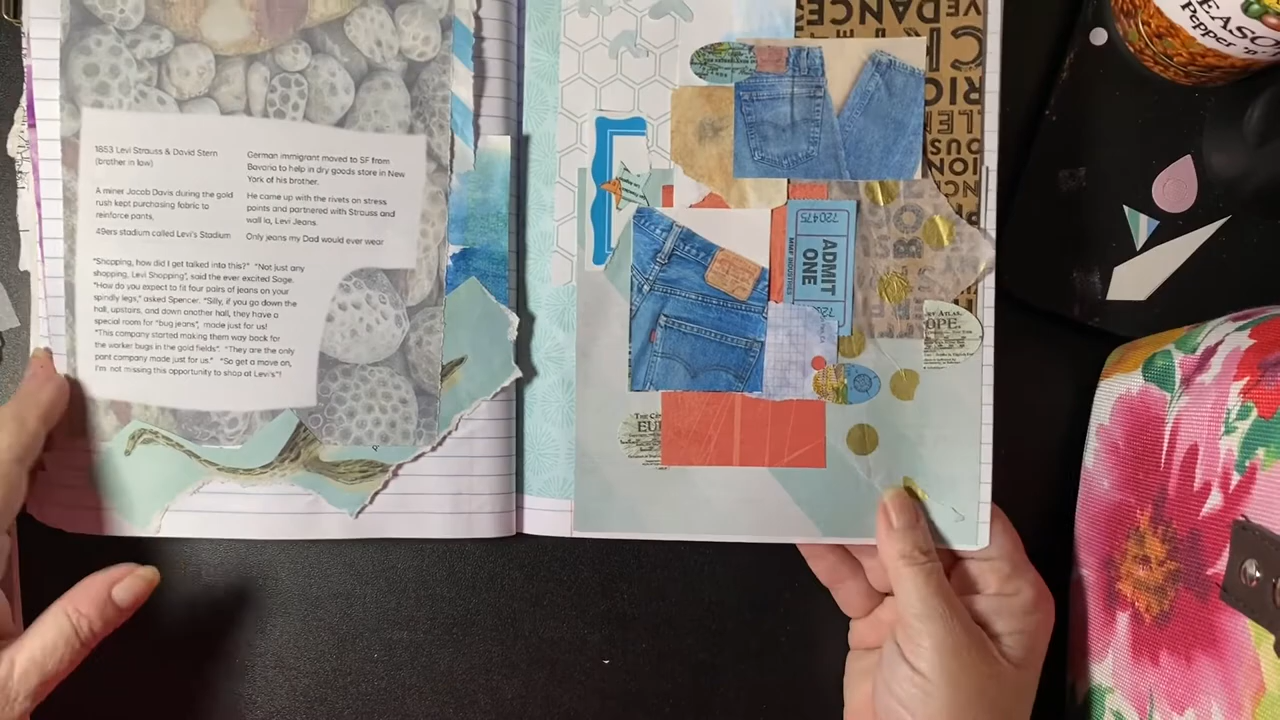 1853 Levi Strauss & David Stern
(brother in law)
A miner Jacob Davis during the gold
rush kept purchasing fabric to
reinforce pants,
49ers stadium called Levi's Stadium
German immigrant moved to SF from
Bavaria to help in dry goods store in New
York of his brother.
He came up with the rivets on stress
points and partnered with Strauss and
wall la, Levi Jeans.
Only jeans my Dad would ever wear
"Shopping, how did I get talked into this?" "Not just any
shopping, Levi Shopping", said the ever excited Sage.
"How do you expect to fit four pairs of jeans on your
spindly legs," asked Spencer. "Silly, if you go down the
hall, upstairs, and down another hall, they have a
special room for "bug jeans", made just for us!
"This company started making them way back for
the worker bugs in the gold fields". "They are the only
pant company made just for us." "So get a move on,
I'm not missing this opportunity to shop at Levi's"!
720475
ADMIT
ONE
MMF INDUSTRIES
BO
OPE
EU
SEASO
Pepper 'n